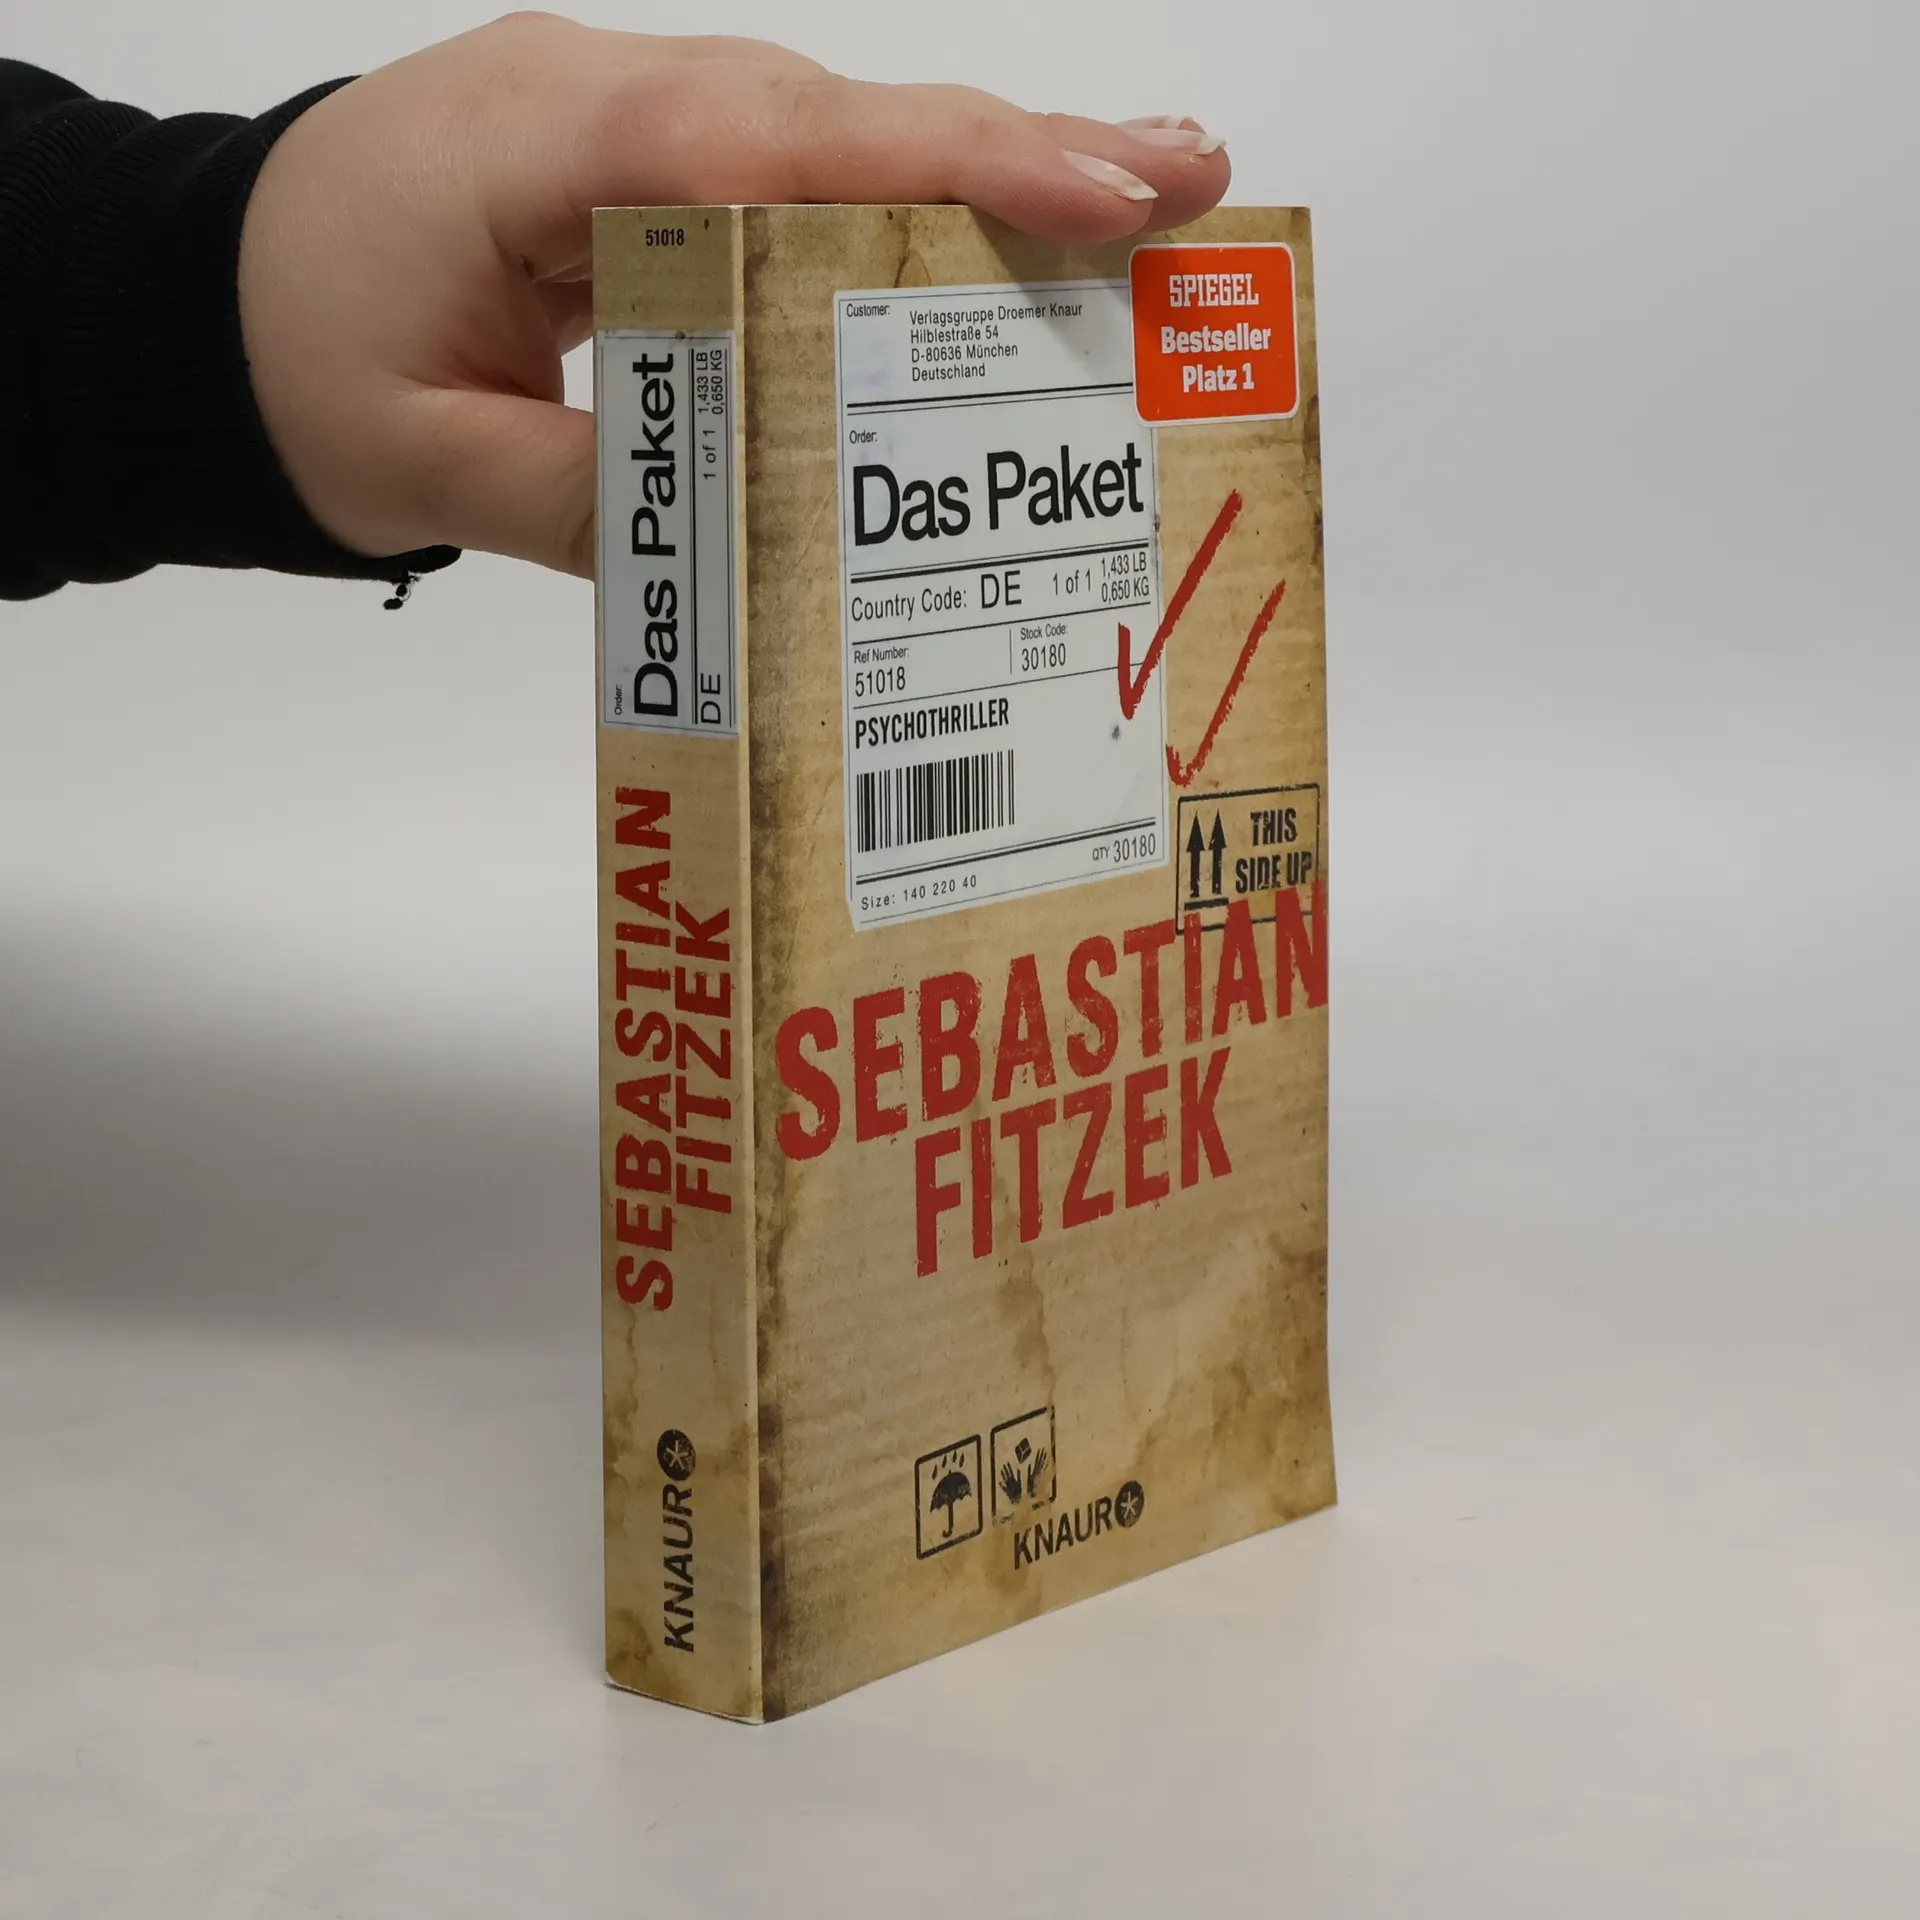 51018
Order:
Das Paket
DE
1 of 1
1,433 LB
0,650 KG
SEBASTIAN
FITZEK
KNAUR
Customer:
Verlagsgruppe Droemer Knaur
Hilblestraße 54
D-80636 München
Deutschland
SPIEGEL
Bestseller
Platz 1
Order:
Das Paket
Country Code: DE
1 of 1
1,433 LB
0,650 KG
Ref Number:
51018
Stock Code:
30180
PSYCHOTHRILLER
QTY 30180
Size: 140 220 40
THIS
SIDE UP
SEBASTIAN
FITZEK
KNAUR